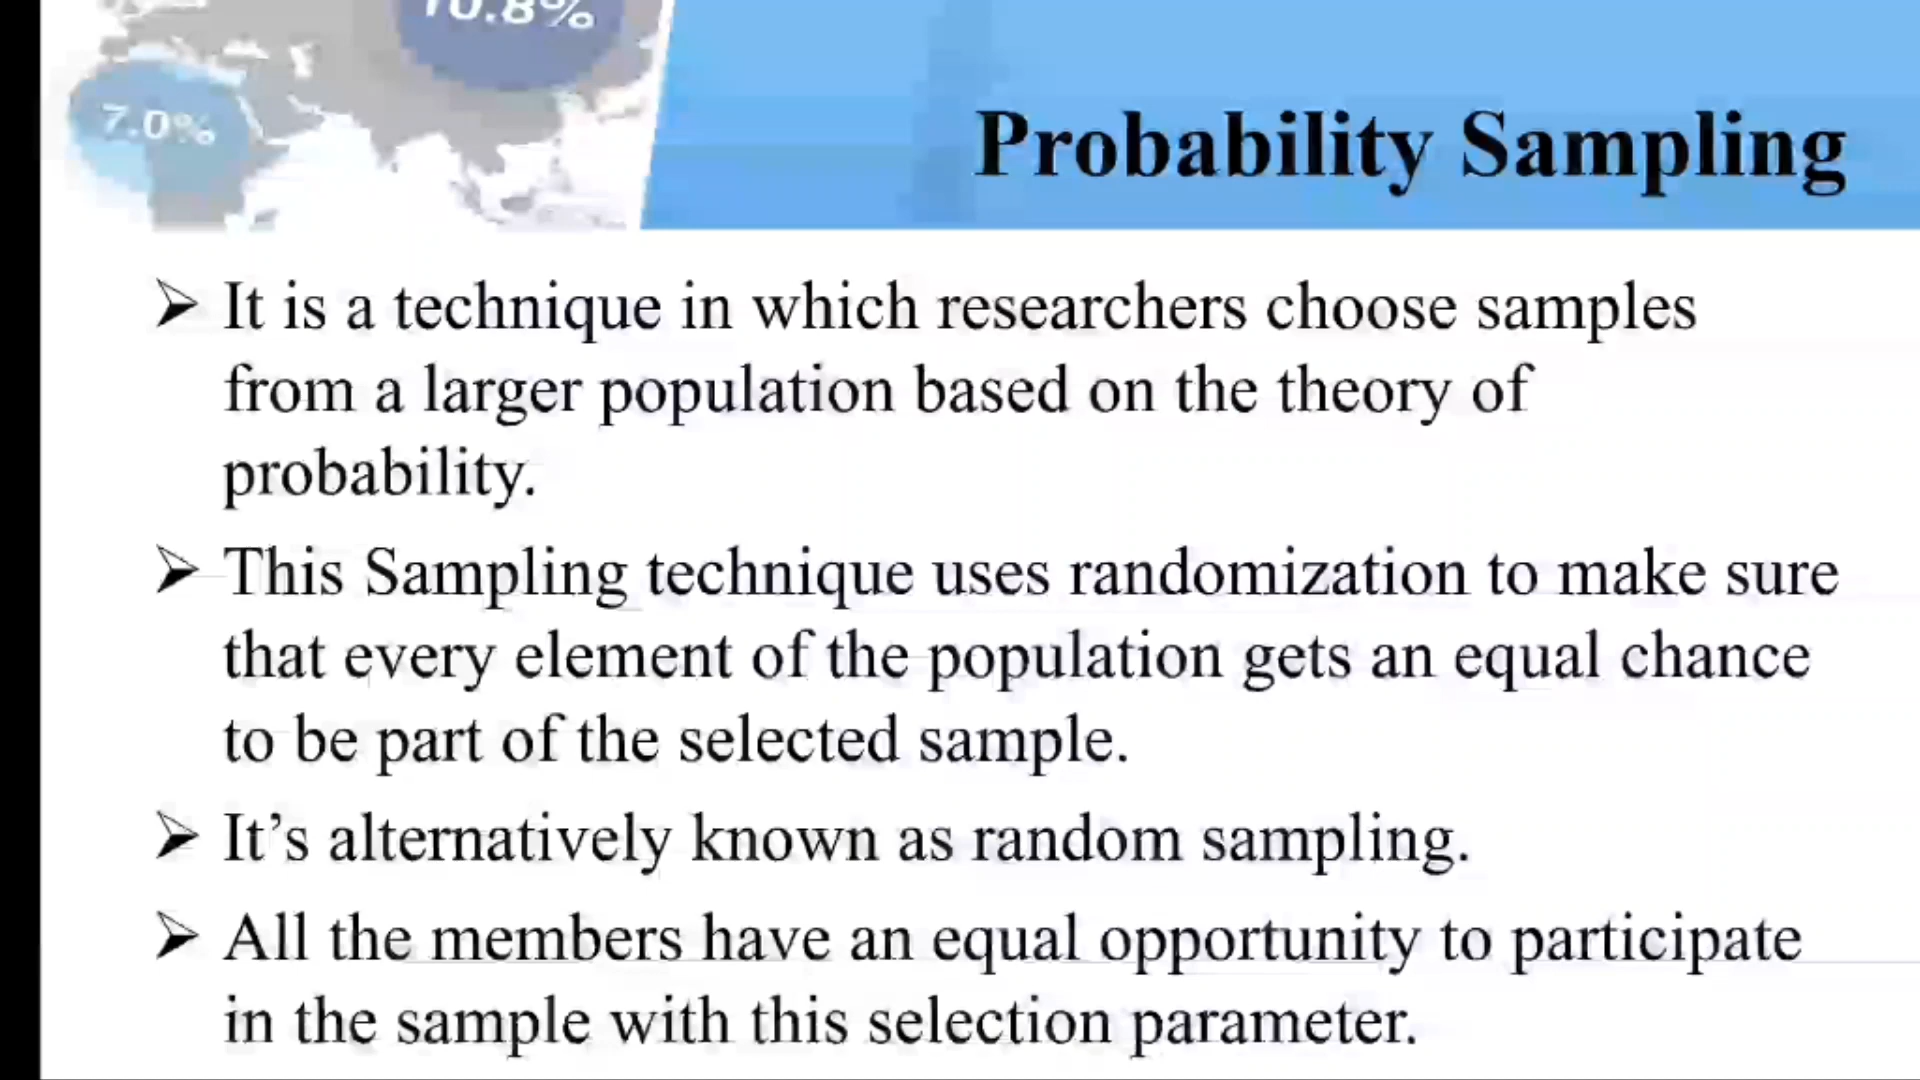 10.8%
7.0%
Probability Sampling
➢ It is a technique in which researchers choose samples
from a larger population based on the theory of
probability.
➢ This Sampling technique uses randomization to make sure
that every element of the population gets an equal chance
to be part of the selected sample.
➢ It’s alternatively known as random sampling.
➢ All the members have an equal opportunity to participate
in the sample with this selection parameter.